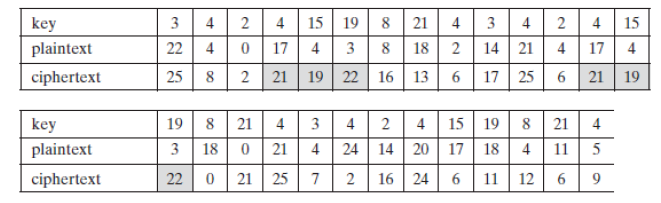 key 3 4 2 4 15 19 8 21 4 3 4 2 4 15
plaintext 22 4 0 17 4 3 8 18 2 14 21 4 17 4
ciphertext 25 8 2 21 19 22 16 13 6 17 25 6 21 19
key 19 8 21 4 3 4 2 4 15 19 8 21 4
plaintext 3 18 0 21 4 24 14 20 17 18 4 11 5
ciphertext 22 0 21 25 7 2 16 24 6 11 12 6 9